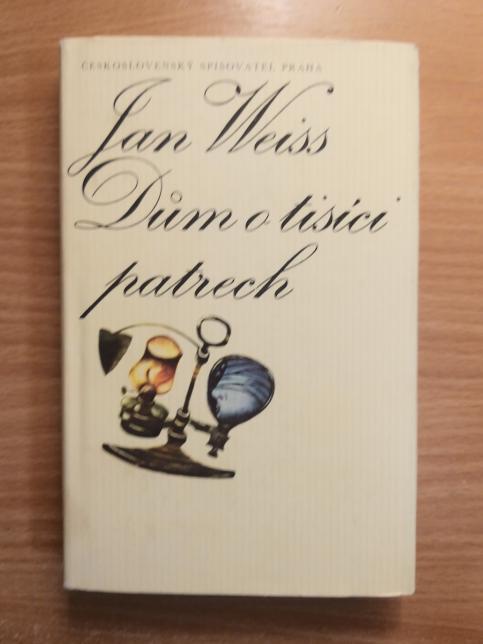 ČESKOSLOVENSKÝ SPISOVATEL PRAHA
Jan Weiss
Dům o tisíci
patrech